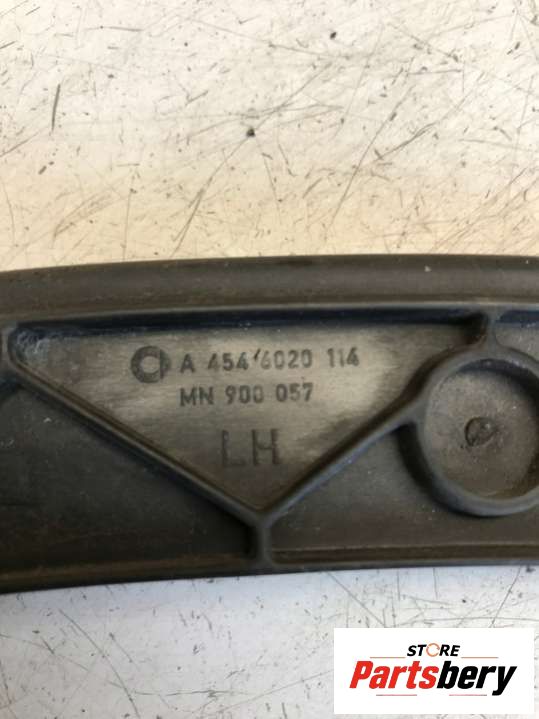 A 454 6020 114
MN 900 057
LH
STORE
Partsbery